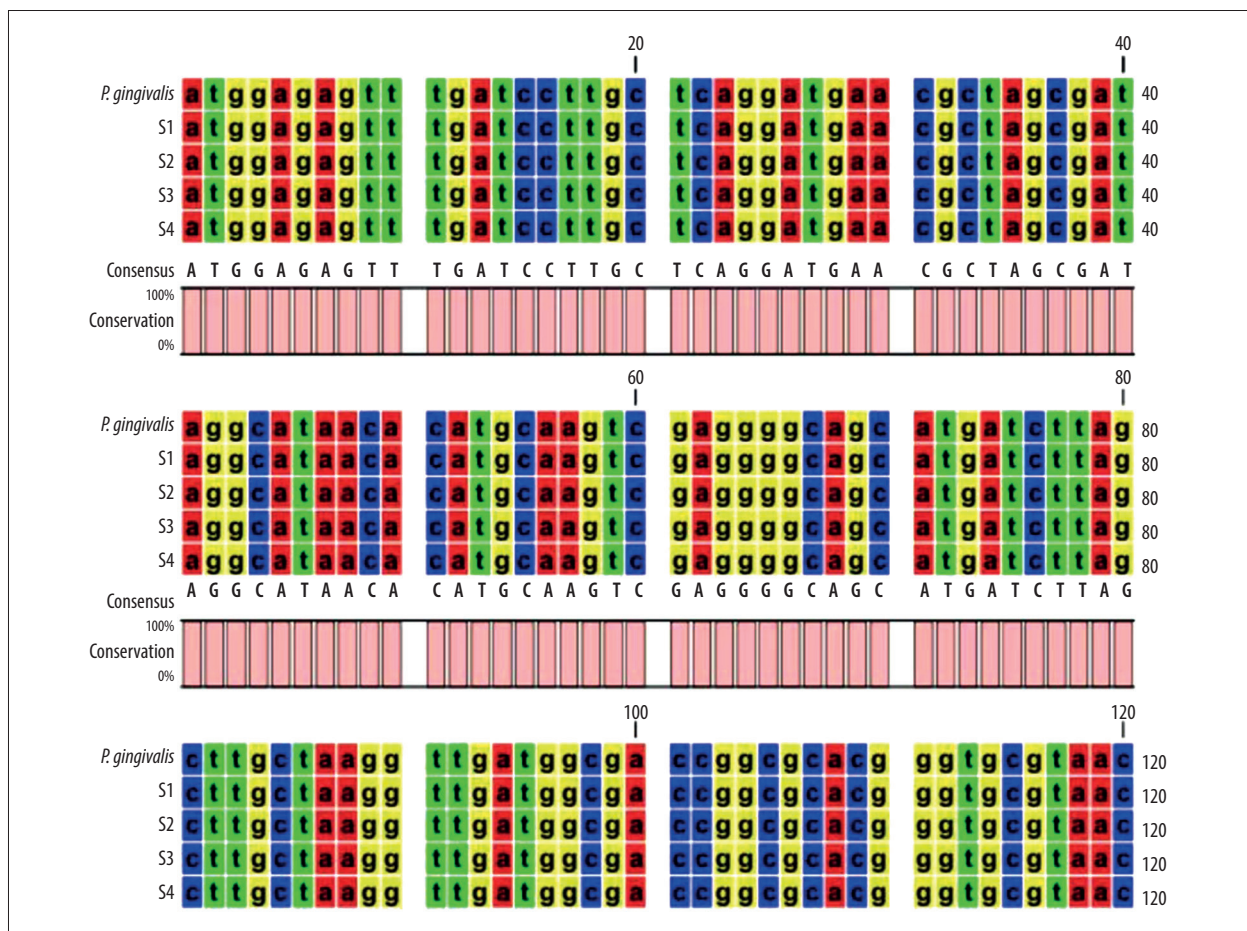 20 40
P. gingivalis atggagagtt tgatccttgc tcaggatgaa cgctagcgat 40
S1 atggagagtt tgatccttgc tcaggatgaa cgctagcgat 40
S2 atggagagtt tgatccttgc tcaggatgaa cgctagcgat 40
S3 atggagagtt tgatccttgc tcaggatgaa cgctagcgat 40
S4 atggagagtt tgatccttgc tcaggatgaa cgctagcgat 40
Consensus A T G G A G A G T T T G A T C C T T G C T C A G G A T G A A C G C T A G C G A T
100%
Conservation
0%
60 80
P. gingivalis aggcataaca catgcaagtc gaggggcagc atgatcttag 80
S1 aggcataaca catgcaagtc gaggggcagc atgatcttag 80
S2 aggcataaca catgcaagtc gaggggcagc atgatcttag 80
S3 aggcataaca catgcaagtc gaggggcagc atgatcttag 80
S4 aggcataaca catgcaagtc gaggggcagc atgatcttag 80
Consensus A G G C A T A A C A C A T G C A A G T C G A G G G G C A G C A T G A T C T T A G
100%
Conservation
0%
100 120
P. gingivalis cttgctaagg ttgatggcga ccggcgcacg ggtgcgtaac 120
S1 cttgctaagg ttgatggcga ccggcgcacg ggtgcgtaac 120
S2 cttgctaagg ttgatggcga ccggcgcacg ggtgcgtaac 120
S3 cttgctaagg ttgatggcga ccggcgcacg ggtgcgtaac 120
S4 cttgctaagg ttgatggcga ccggcgcacg ggtgcgtaac 120